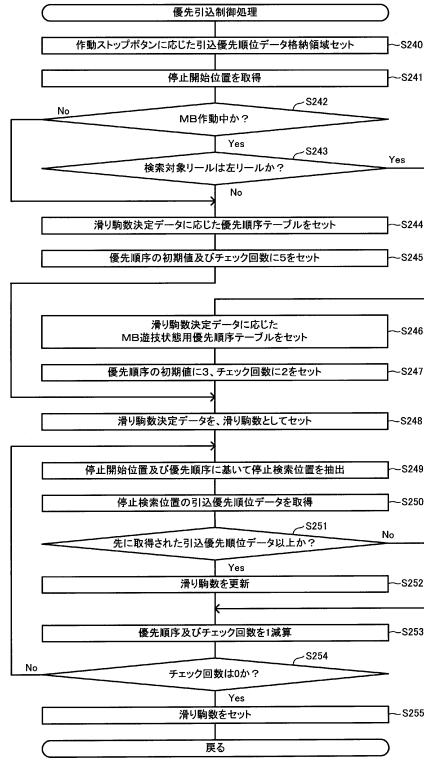 優先引込制御処理
作動ストップボタンに応じた引込優先順位データ格納領域セット
S240
停止開始位置を取得
S241
S242
No
MB作動中か?
Yes
S243
検索対象リールは左リールか?
Yes
No
滑り駒数決定データに応じた優先順序テーブルをセット
S244
優先順序の初期値及びチェック回数に5をセット
S245
滑り駒数決定データに応じた
MB遊技状態用優先順序テーブルをセット
S246
優先順序の初期値に3、チェック回数に2をセット
S247
滑り駒数決定データを、滑り駒数としてセット
S248
停止開始位置及び優先順序に基いて停止検索位置を抽出
S249
停止検索位置の引込優先順位データを取得
S250
S251
先に取得された引込優先順位データ以上か?
No
Yes
滑り駒数を更新
S252
優先順序及びチェック回数を1減算
S253
S254
No
チェック回数は0か?
Yes
滑り駒数をセット
S255
戻る